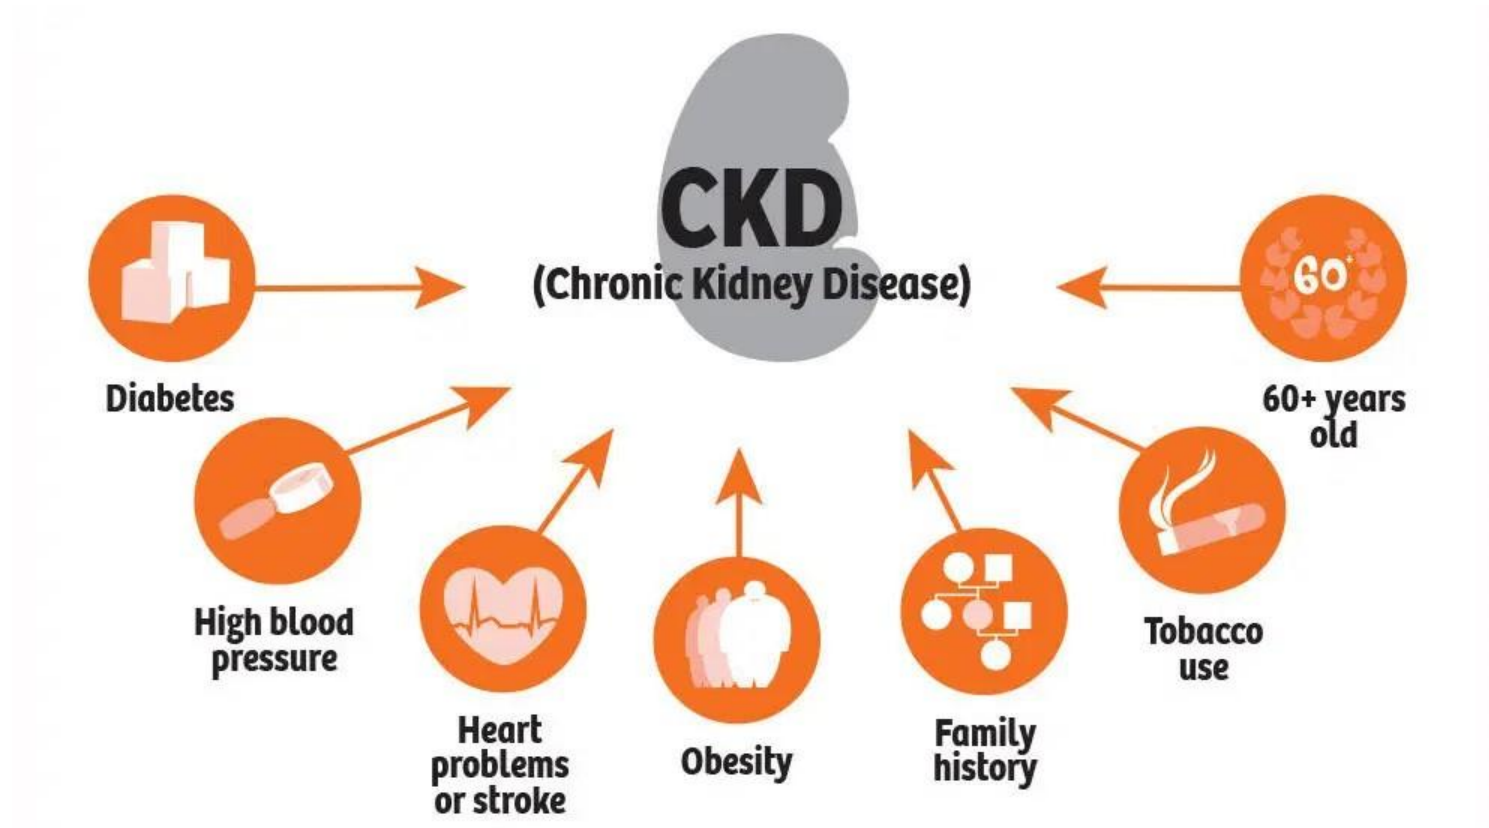 CKD
(Chronic Kidney Disease)
Diabetes
High blood
pressure
Heart
problems
or stroke
Obesity
Family
history
Tobacco
use
60+
60+ years
old